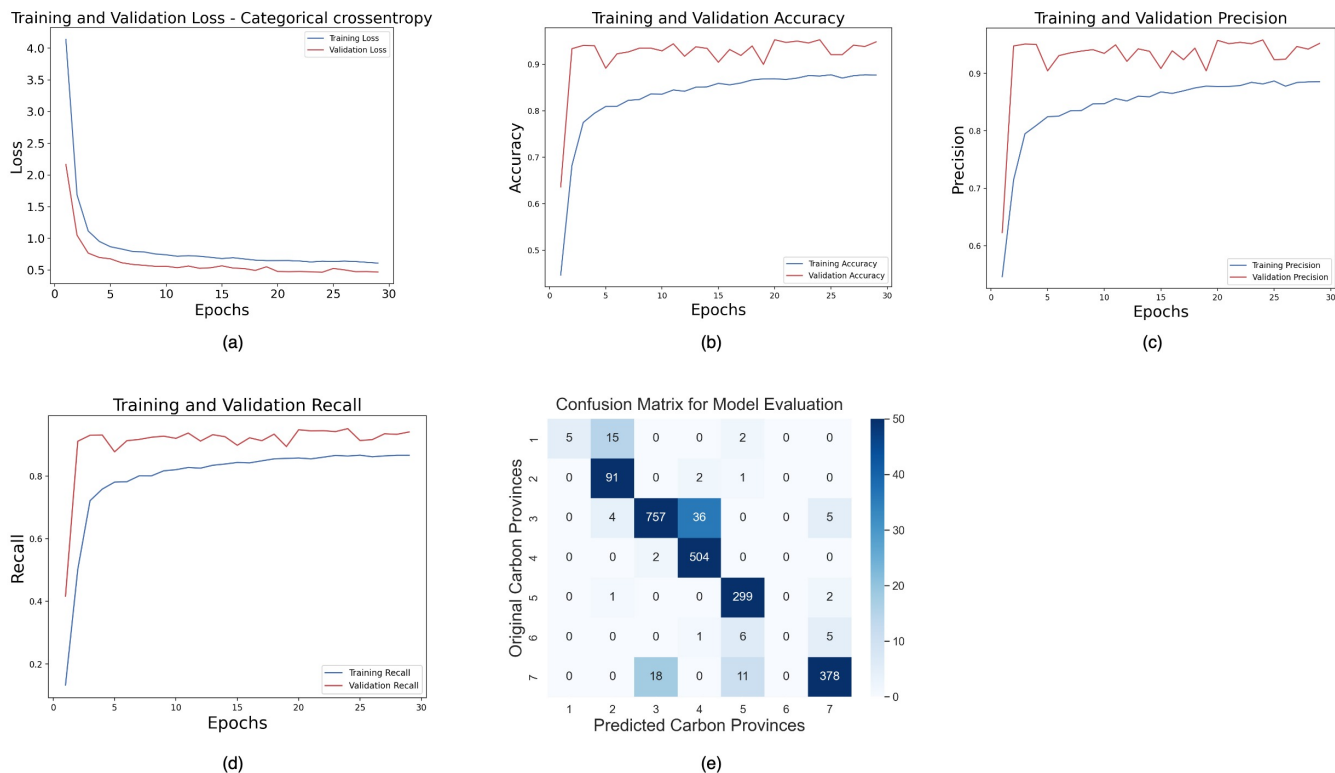 Training and Validation Loss - Categorical crossentropy
Training Loss
Validation Loss
4.0
3.5
3.0
2.5
2.0
1.5
1.0
0.5
Loss
0 5 10 15 20 25 30
Epochs
(a)
Training and Validation Accuracy
0.9
0.8
0.7
0.6
0.5
Accuracy
Training Accuracy
Validation Accuracy
0 5 10 15 20 25 30
Epochs
(b)
Training and Validation Precision
0.9
0.8
0.7
0.6
Precision
Training Precision
Validation Precision
0 5 10 15 20 25 30
Epochs
(c)
Training and Validation Recall
0.8
0.6
0.4
0.2
Recall
Training Recall
Validation Recall
0 5 10 15 20 25 30
Epochs
(d)
Confusion Matrix for Model Evaluation
Original Carbon Provinces
1 5 15 0 0 2 0 0
2 0 91 0 2 1 0 0
3 0 4 757 36 0 0 5
4 0 0 2 504 0 0 0
5 0 1 0 0 299 0 2
6 0 0 0 1 6 0 5
7 0 0 18 0 11 0 378
1 2 3 4 5 6 7
Predicted Carbon Provinces
50
40
30
20
10
0
(e)